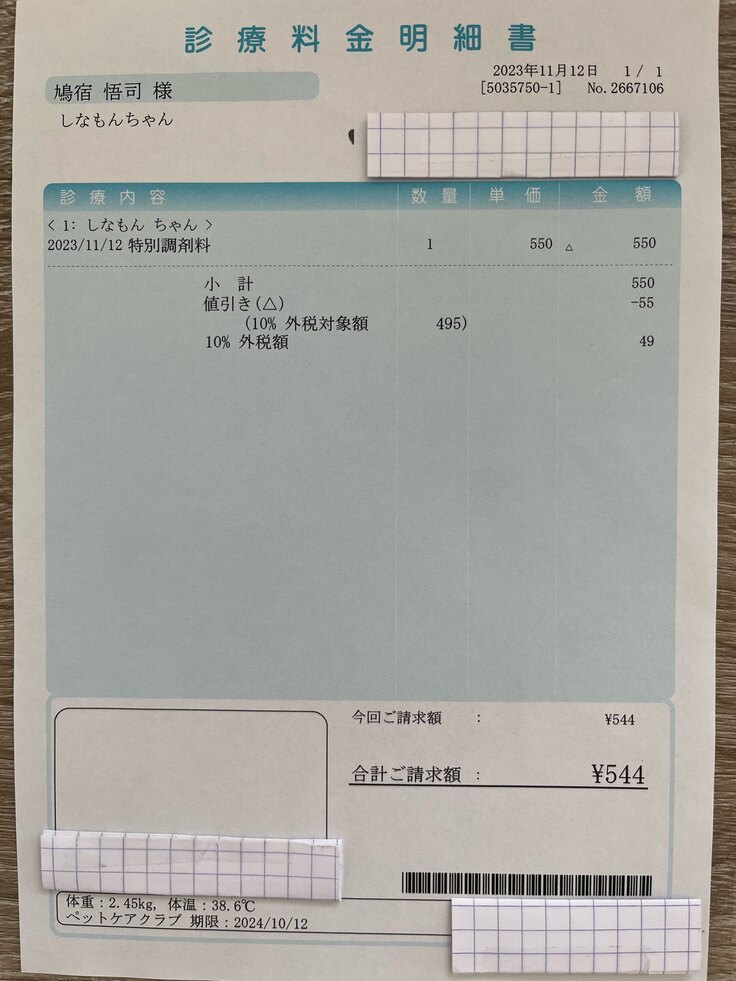 診療料金明細書
2023年11月12日 1/ 1
[5035750-1] No.2667106
鳩宿 悟司 様
しなもんちゃん
診療内容 数量 単価 金額
< 1: しなもん ちゃん >
2023/11/12 特別調剤料 1 550 △ 550
小 計 550
値引き(△) -55
(10% 外税対象額 495)
10% 外税額 49
今回ご請求額 : ¥544
合計ご請求額 : ¥544
体重:2.45kg, 体温:38.6℃
ペットケアクラブ 期限:2024/10/12